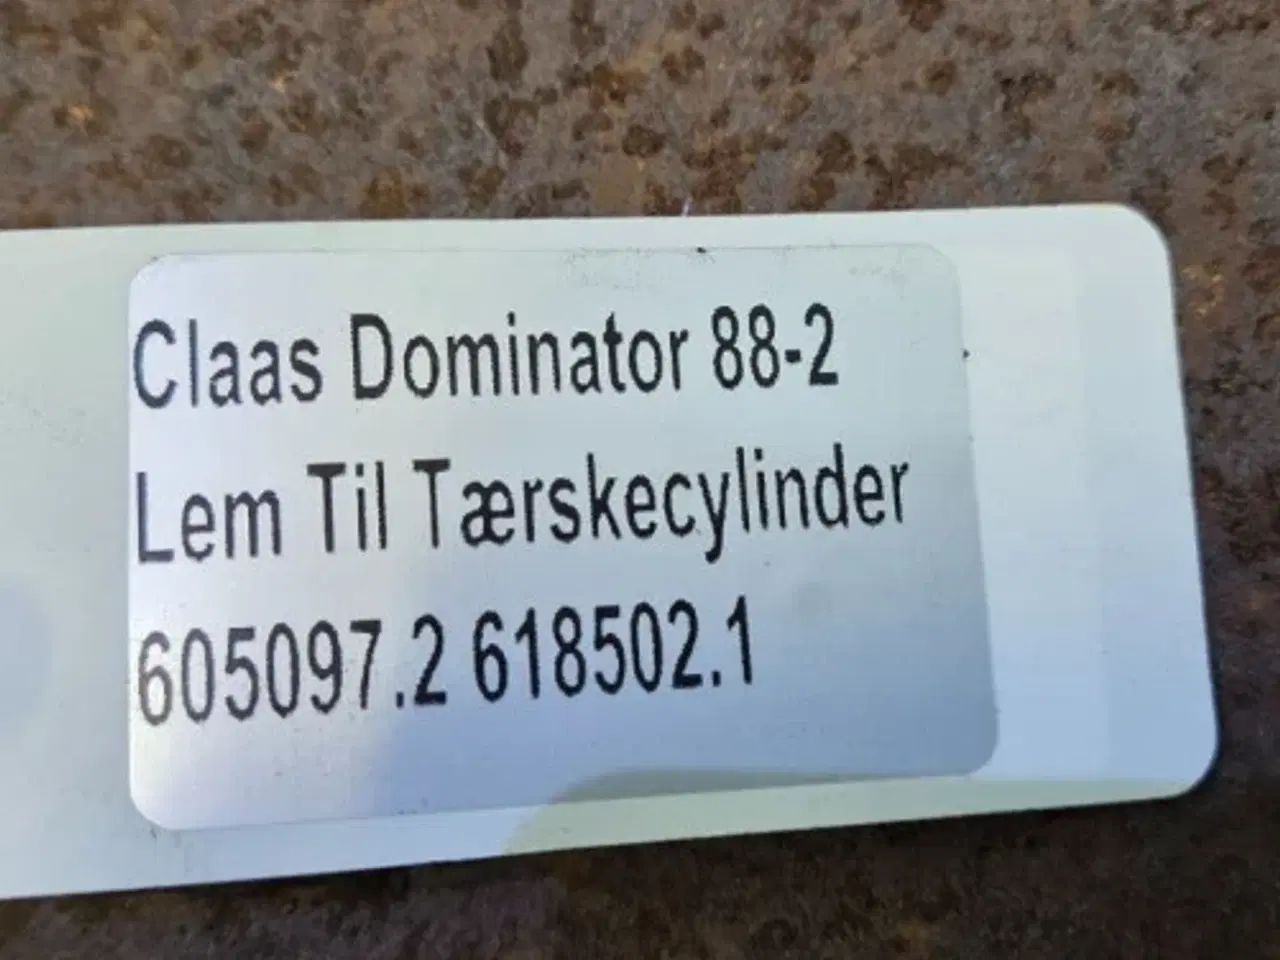 Claas Dominator 88-2
Lem Til Tærskecylinder
605097.2 618502.1